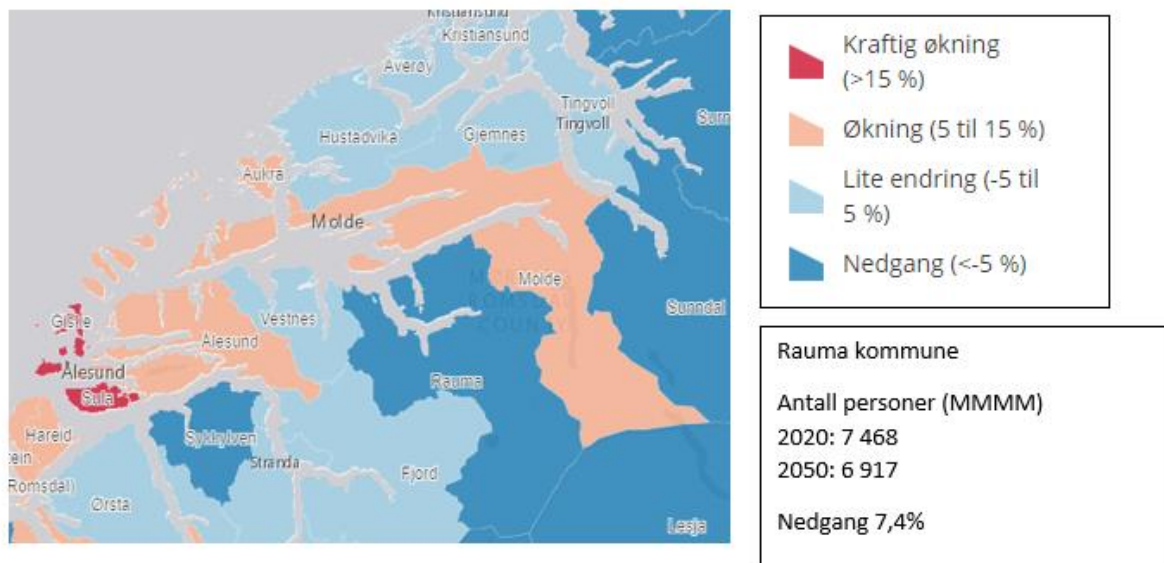 Kristiansund
Kristiansund
Averøy
Tingvoll
Tingvoll
Hustadvika
Gjemnes
Aukra
Molde
Molde
COUNTY
Sunndal
Giske
Vestnes
Ålesund
Ålesund
Sula
Rauma
Hareid
Sykkylven
Stranda
Fjord
Romsdal)
Ørsta
Lesja
Kraftig økning
(>15 %)
Økning (5 til 15 %)
Lite endring (-5 til
5 %)
Nedgang (<-5 %)
Rauma kommune
Antall personer (MMMM)
2020: 7 468
2050: 6 917
Nedgang 7,4%